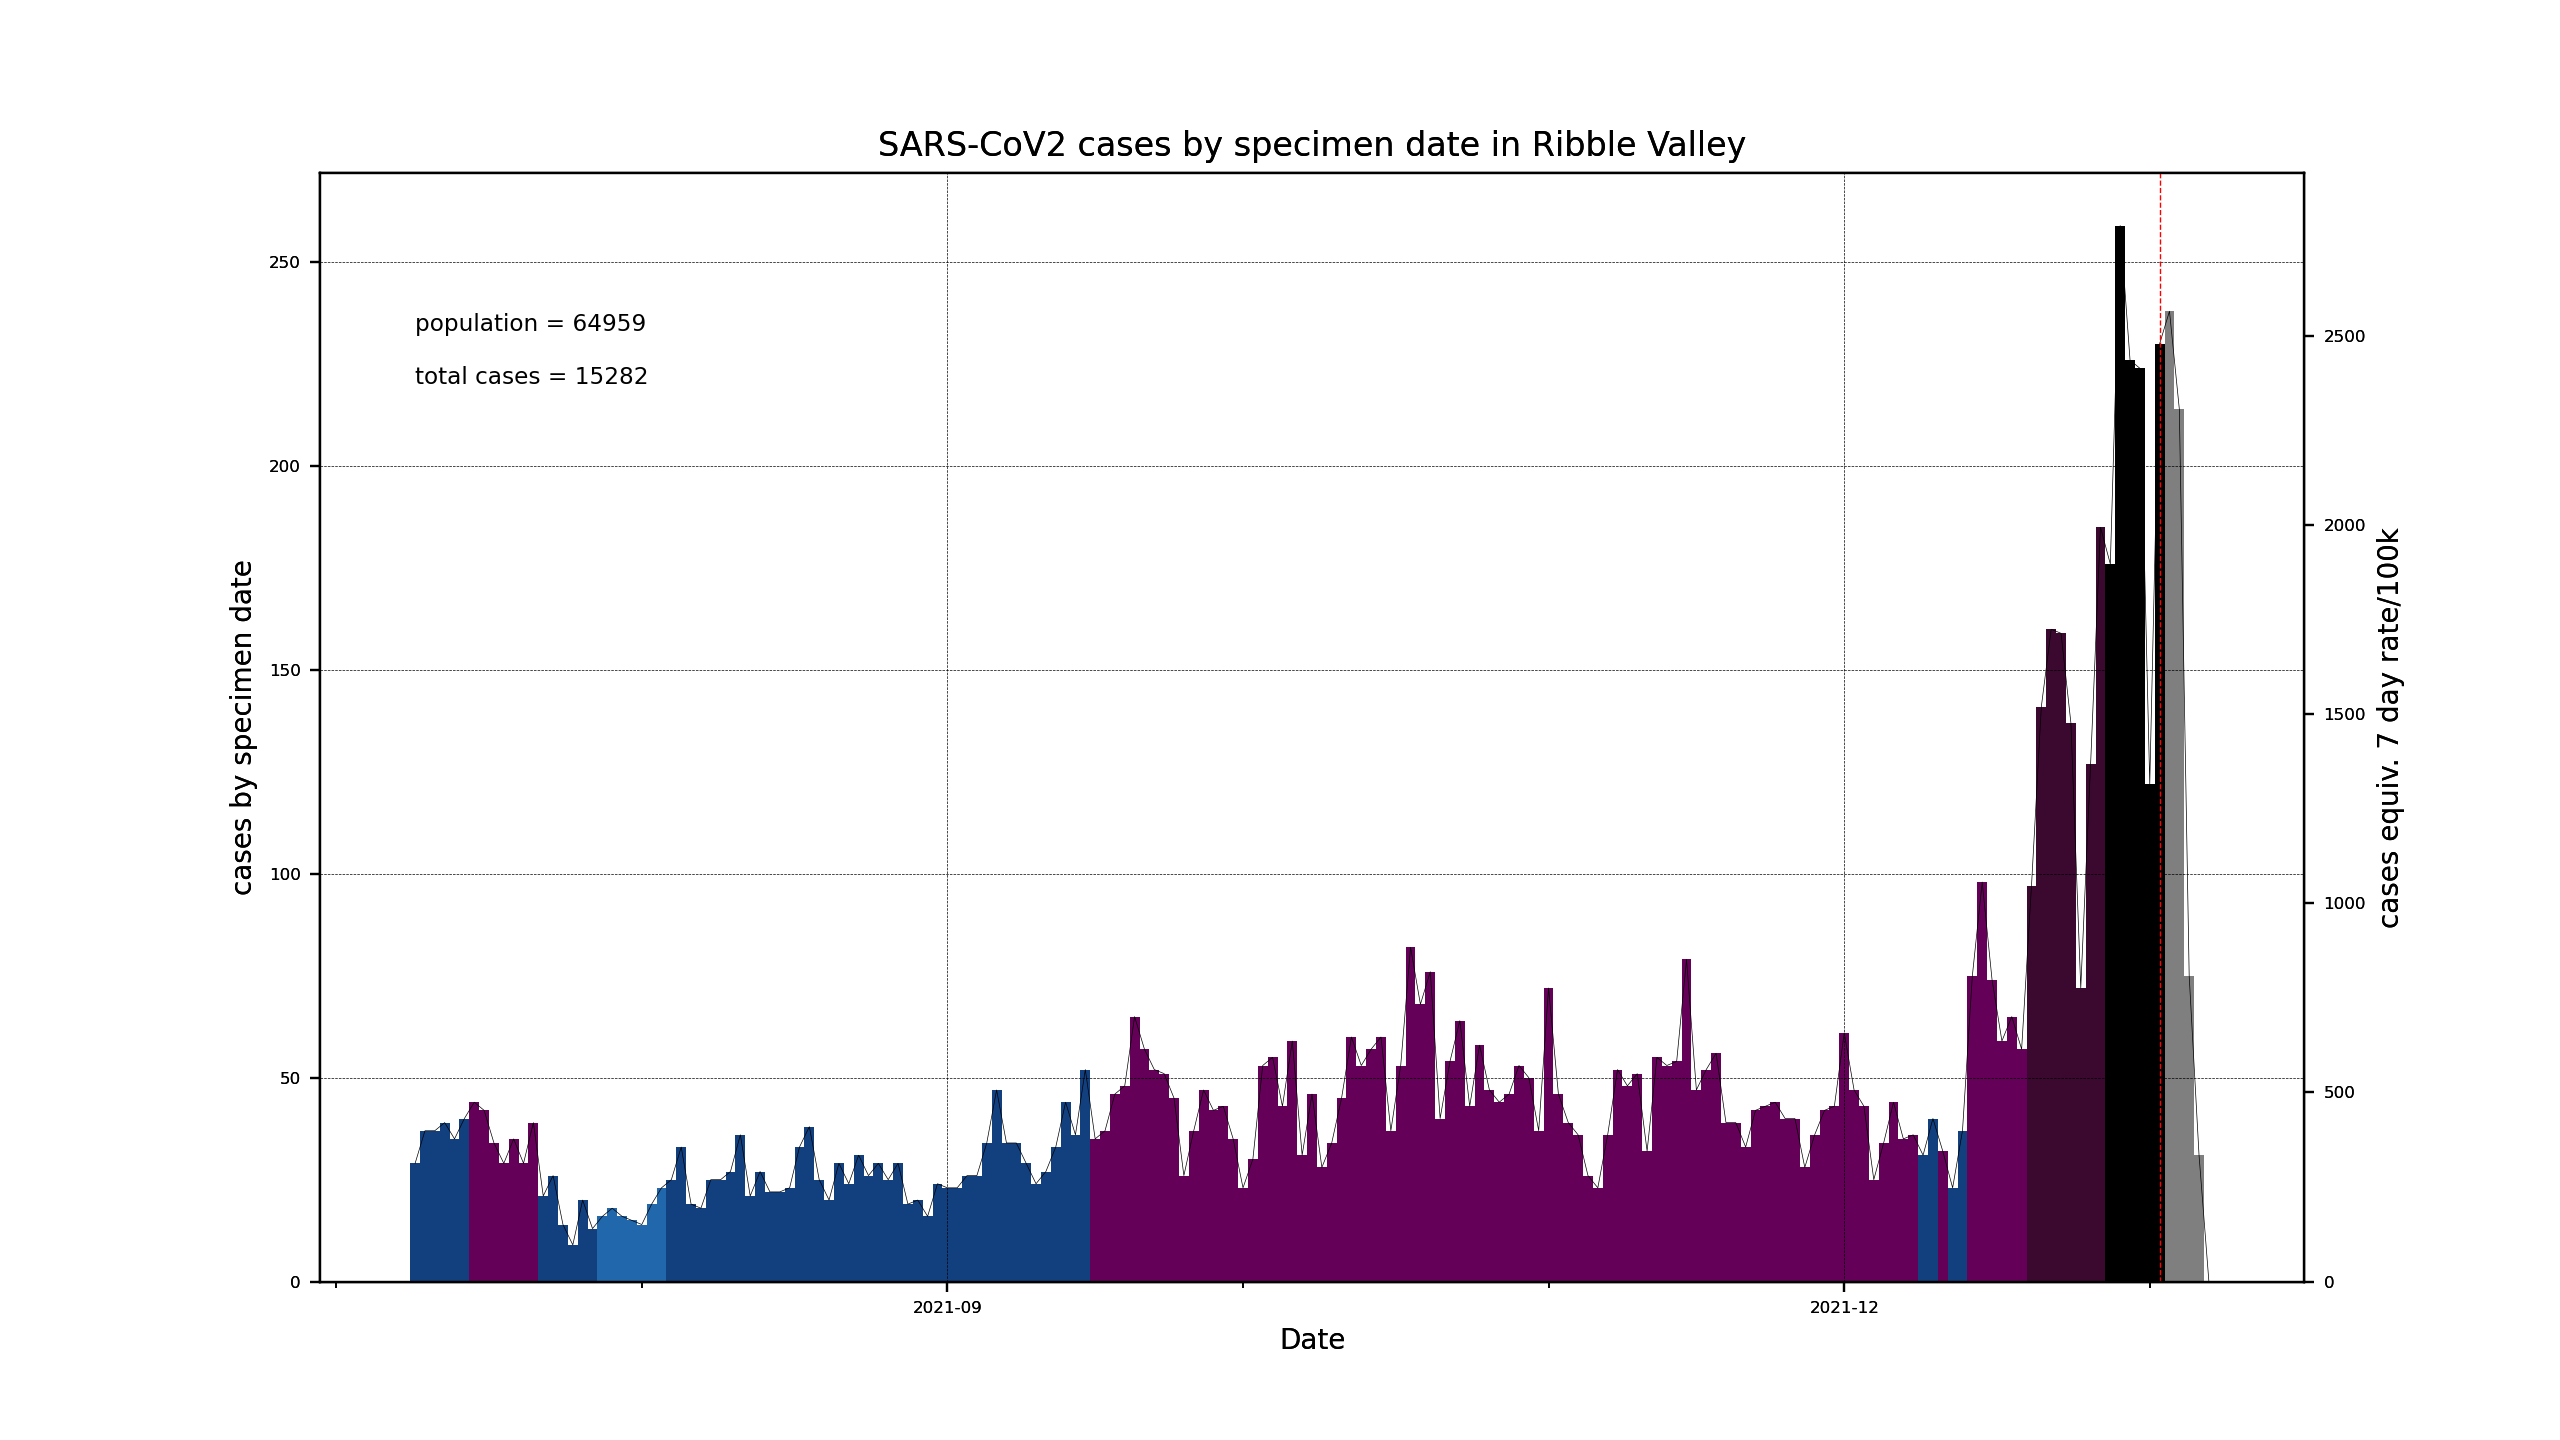 SARS-CoV2 cases by specimen date in Ribble Valley
population = 64959
total cases = 15282
cases by specimen date
250
200
150
100
50
0
2500
2000
1500
1000
500
0
cases equiv. 7 day rate/100k
2021-09
2021-12
Date